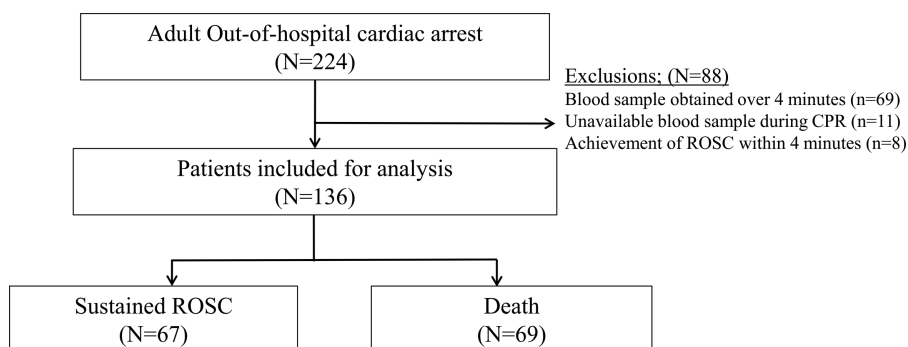 Adult Out-of-hospital cardiac arrest
(N=224)
Exclusions; (N=88)
Blood sample obtained over 4 minutes (n=69)
Unavailable blood sample during CPR (n=11)
Achievement of ROSC within 4 minutes (n=8)
Patients included for analysis
(N=136)
Sustained ROSC
(N=67)
Death
(N=69)